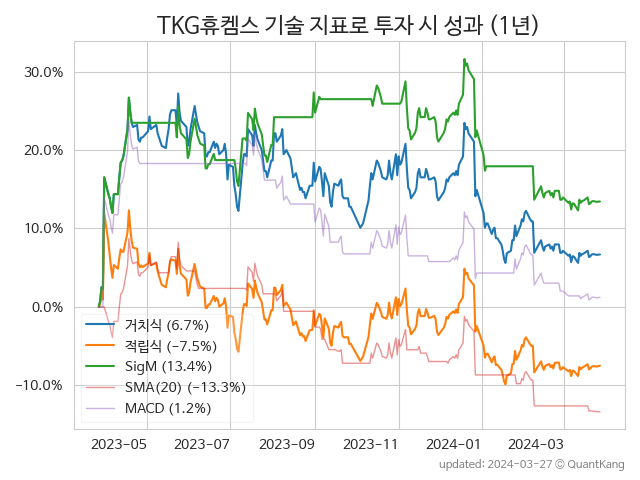 TKG휴켐스 기술 지표로 투자 시 성과 (1년)
30.0%
20.0%
10.0%
0.0%
−10.0%
거치식 (6.7%)
적립식 (−7.5%)
SigM (13.4%)
SMA(20) (−13.3%)
MACD (1.2%)
2023-05 2023-07 2023-09 2023-11 2024-01 2024-03
updated: 2024-03-27 © QuantKang